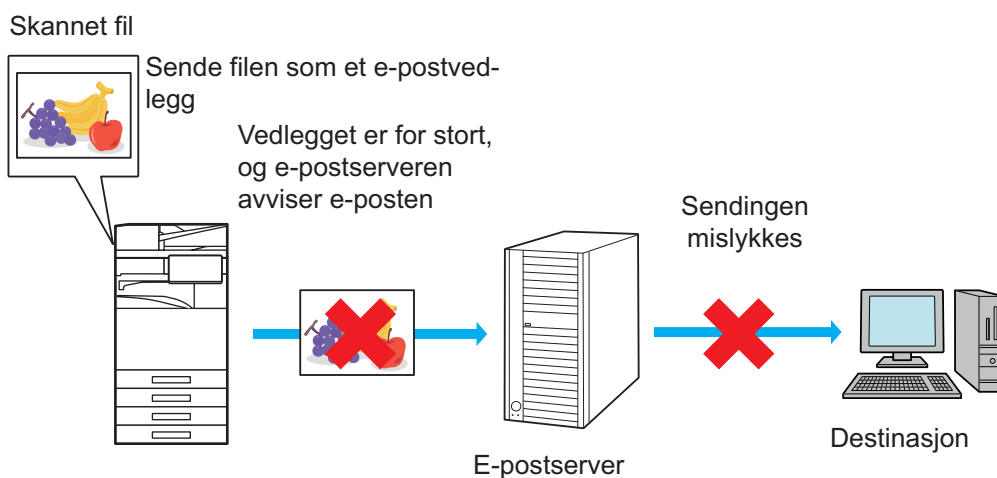 Skannet fil
Sende filen som et e-postved-
legg
Vedlegget er for stort,
og e-postserveren
avviser e-posten
Sendingen
mislykkes
Destinasjon
E-postserver